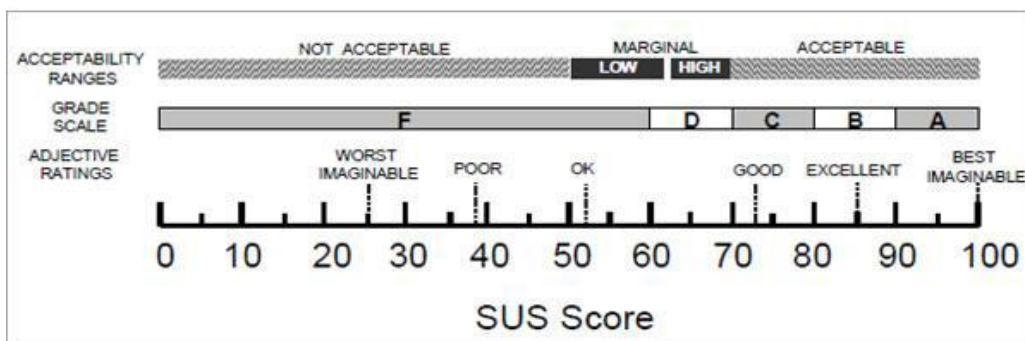 NOT ACCEPTABLE MARGINAL ACCEPTABLE
ACCEPTABILITY
RANGES
LOW HIGH
GRADE
SCALE
F D C B A
ADJECTIVE
RATINGS
WORST
IMAGINABLE
POOR
OK
GOOD
EXCELLENT
BEST
IMAGINABLE
0 10 20 30 40 50 60 70 80 90 100
SUS Score